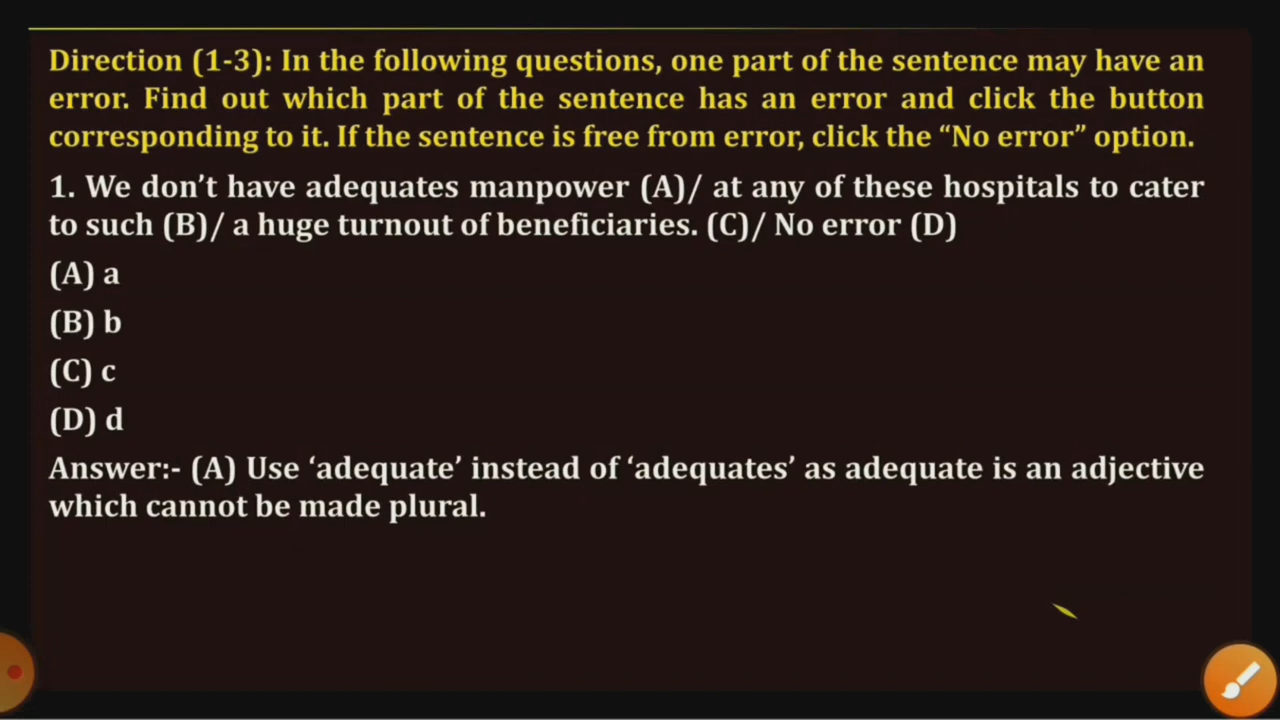 Direction (1-3): In the following questions, one part of the sentence may have an
error. Find out which part of the sentence has an error and click the button
corresponding to it. If the sentence is free from error, click the “No error” option.
1. We don’t have adequates manpower (A)/ at any of these hospitals to cater
to such (B)/ a huge turnout of beneficiaries. (C)/ No error (D)
(A) a
(B) b
(C) c
(D) d
Answer:- (A) Use ‘adequate’ instead of ‘adequates’ as adequate is an adjective
which cannot be made plural.